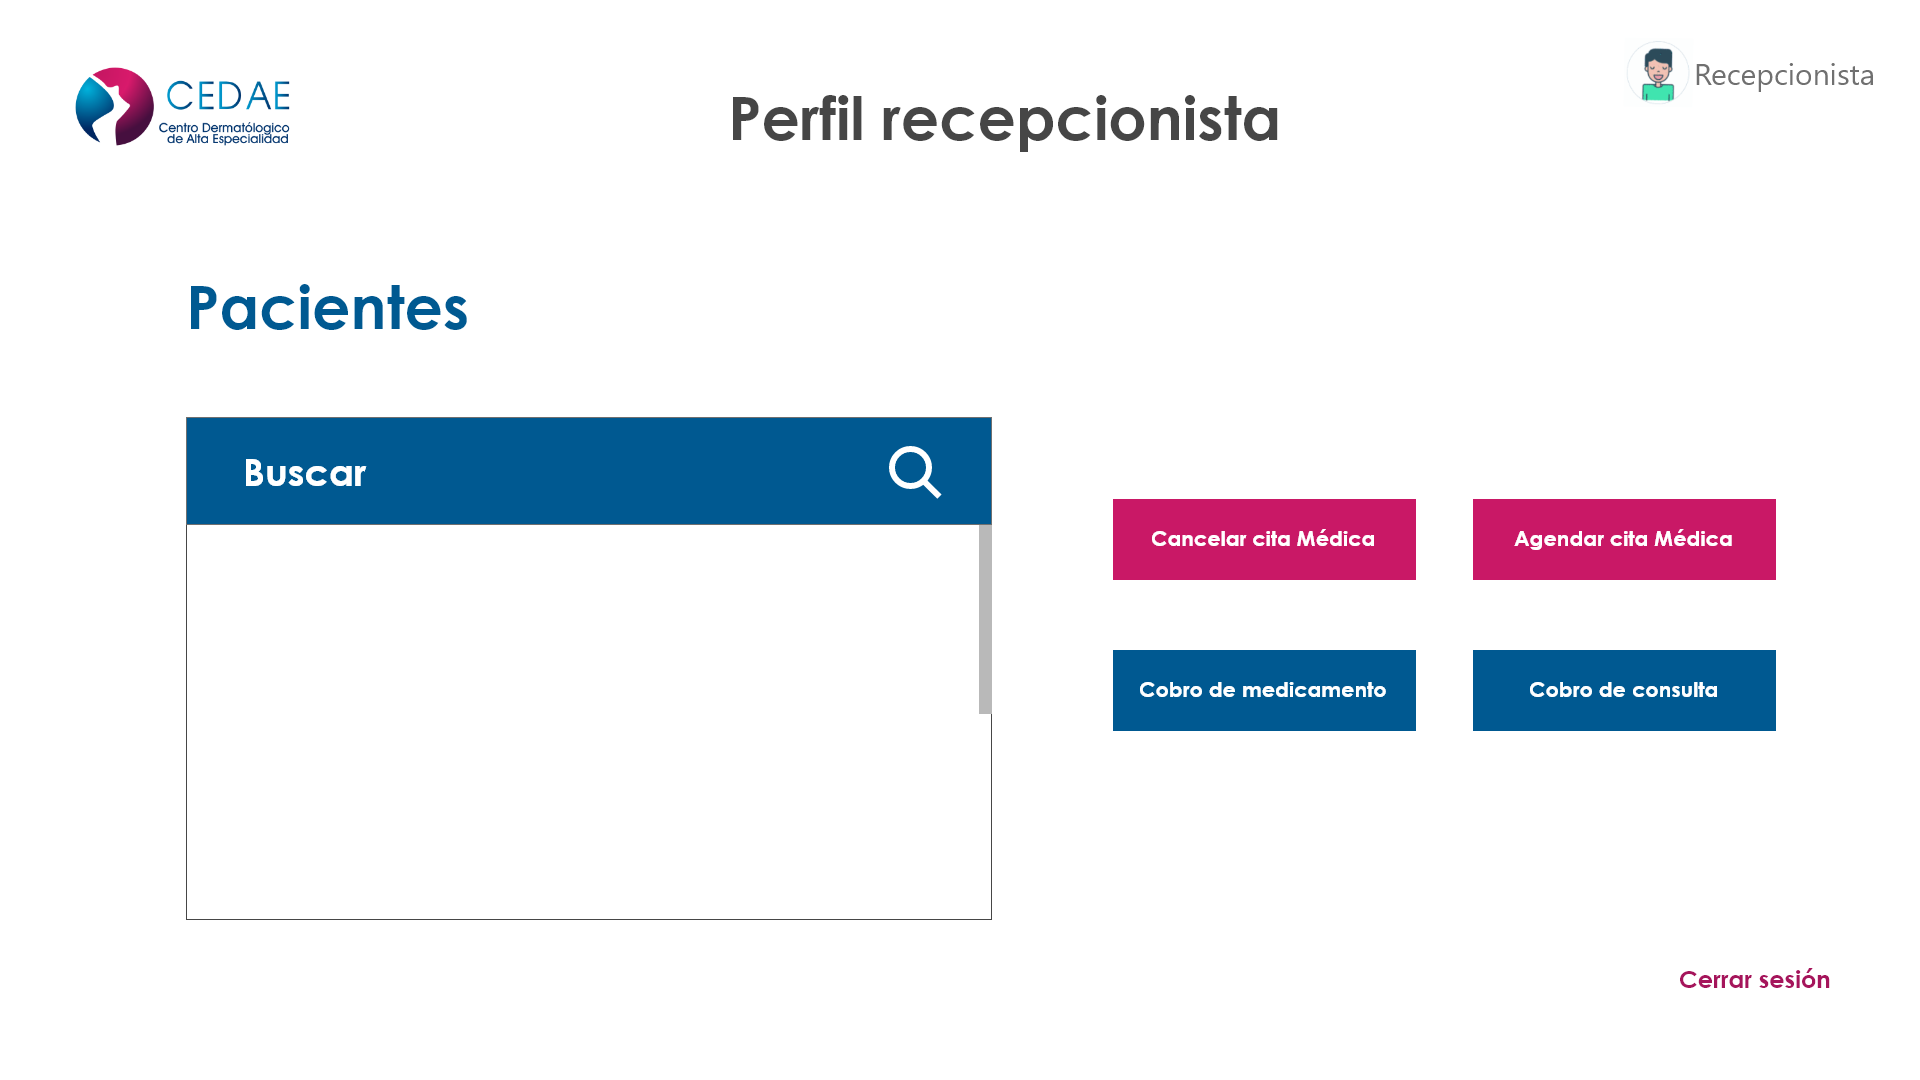 CEDAE
Centro Dermatólogico
de Alta Especialidad
Perfil recepcionista
Recepcionista
Pacientes
Buscar
Cancelar cita Médica
Agendar cita Médica
Cobro de medicamento
Cobro de consulta
Cerrar sesión